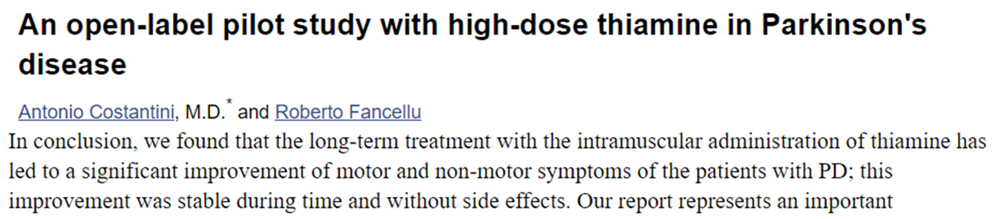 An open-label pilot study with high-dose thiamine in Parkinson's
disease
Antonio Costantini, M.D.* and Roberto Fancellu
In conclusion, we found that the long-term treatment with the intramuscular administration of thiamine has
led to a significant improvement of motor and non-motor symptoms of the patients with PD; this
improvement was stable during time and without side effects. Our report represents an important